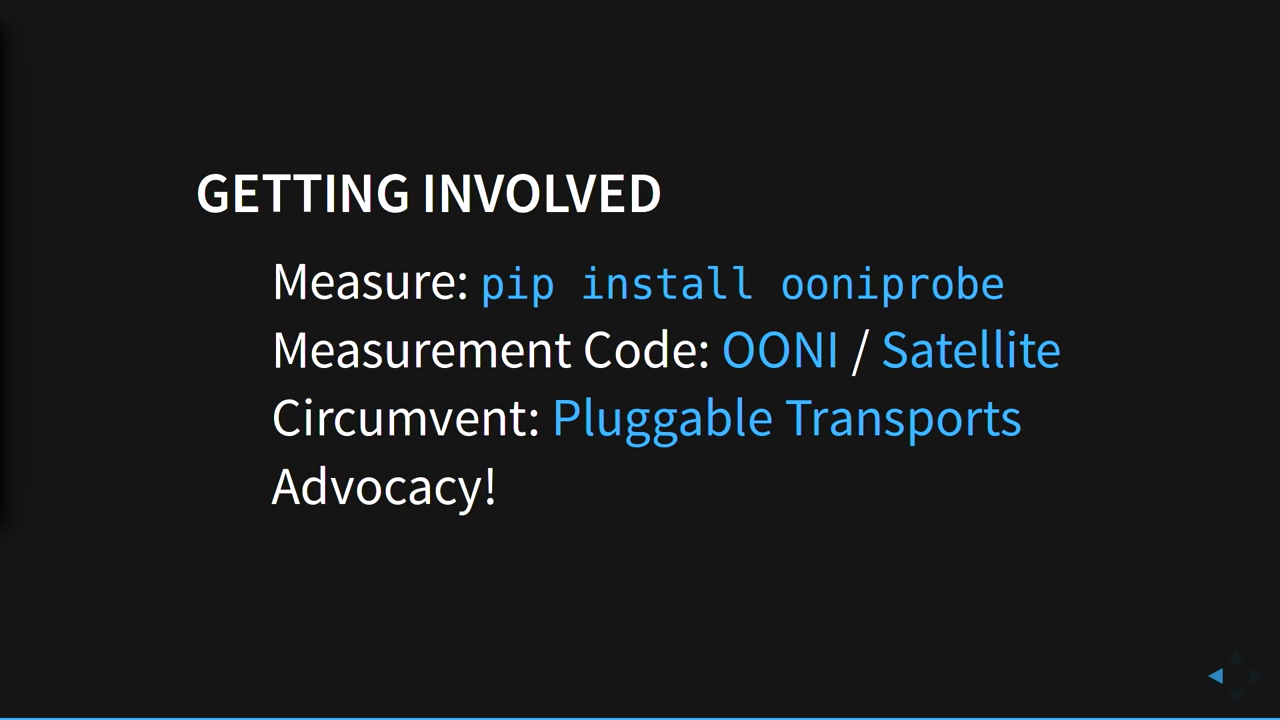 GETTING INVOLVED
Measure: pip install ooniprobe
Measurement Code: OONI / Satellite
Circumvent: Pluggable Transports
Advocacy!